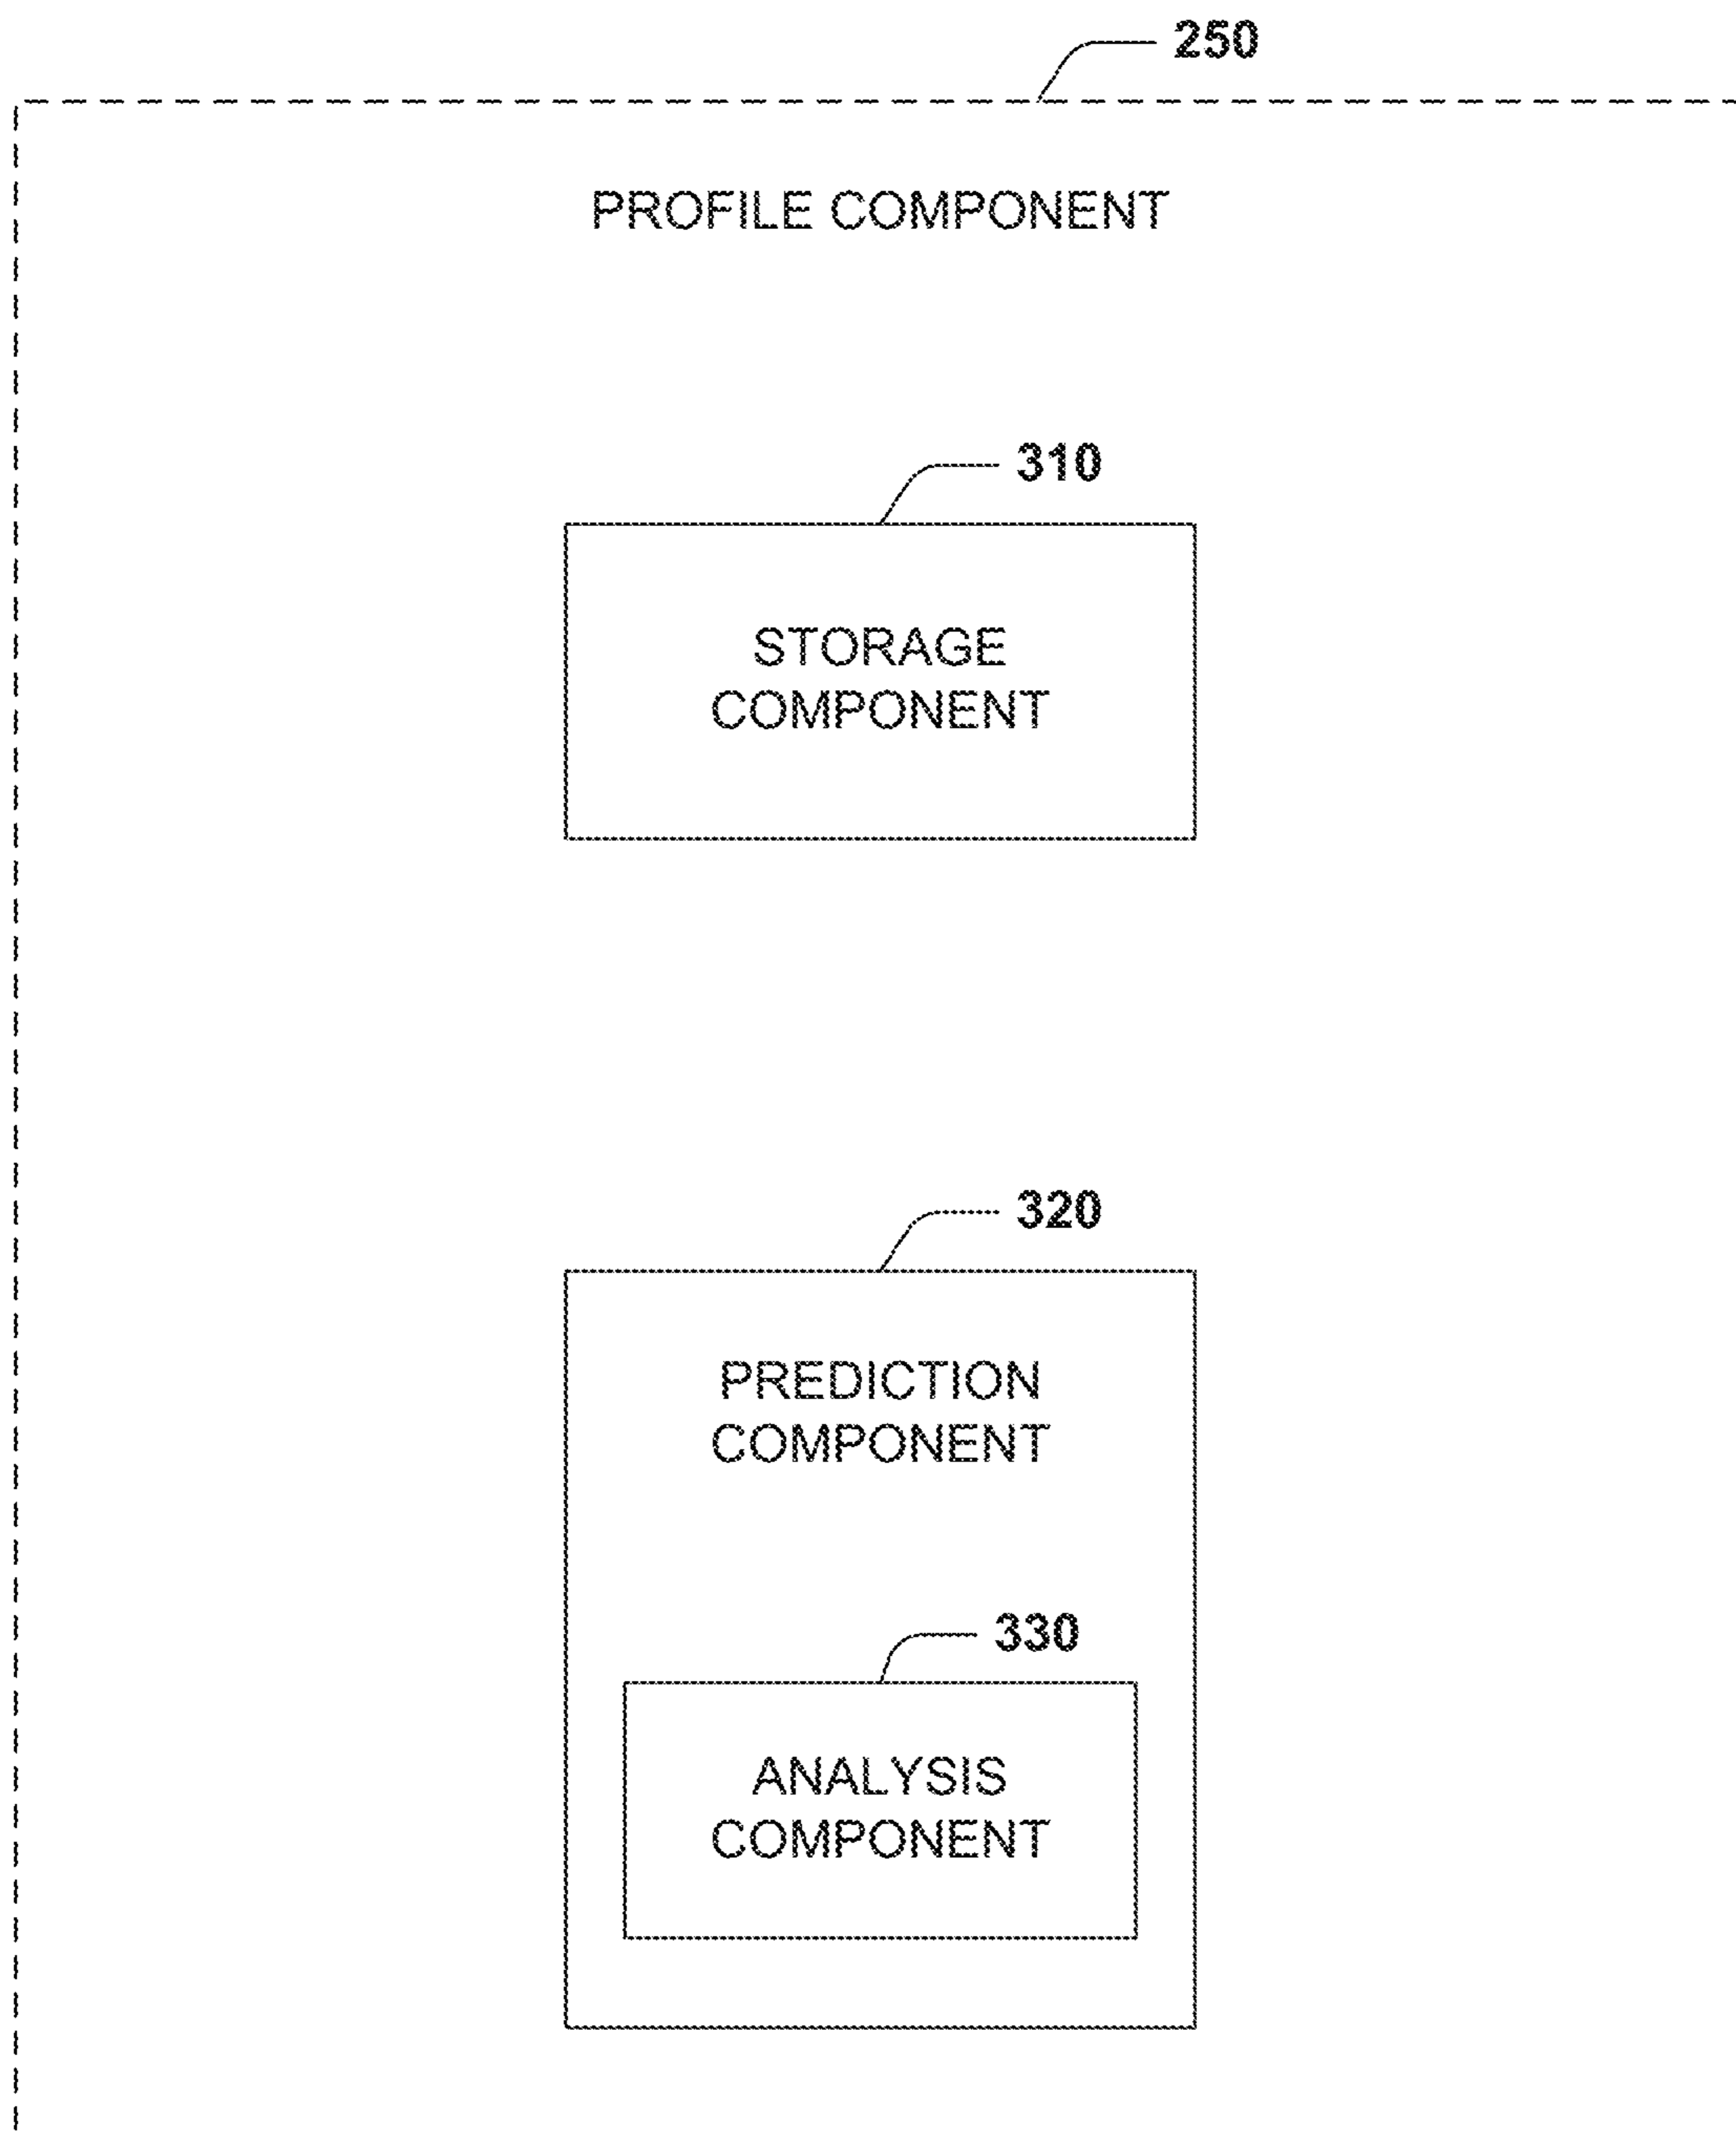 250
PROFILE COMPONENT
310
STORAGE
COMPONENT
320
PREDICTION
COMPONENT
330
ANALYSIS
COMPONENT